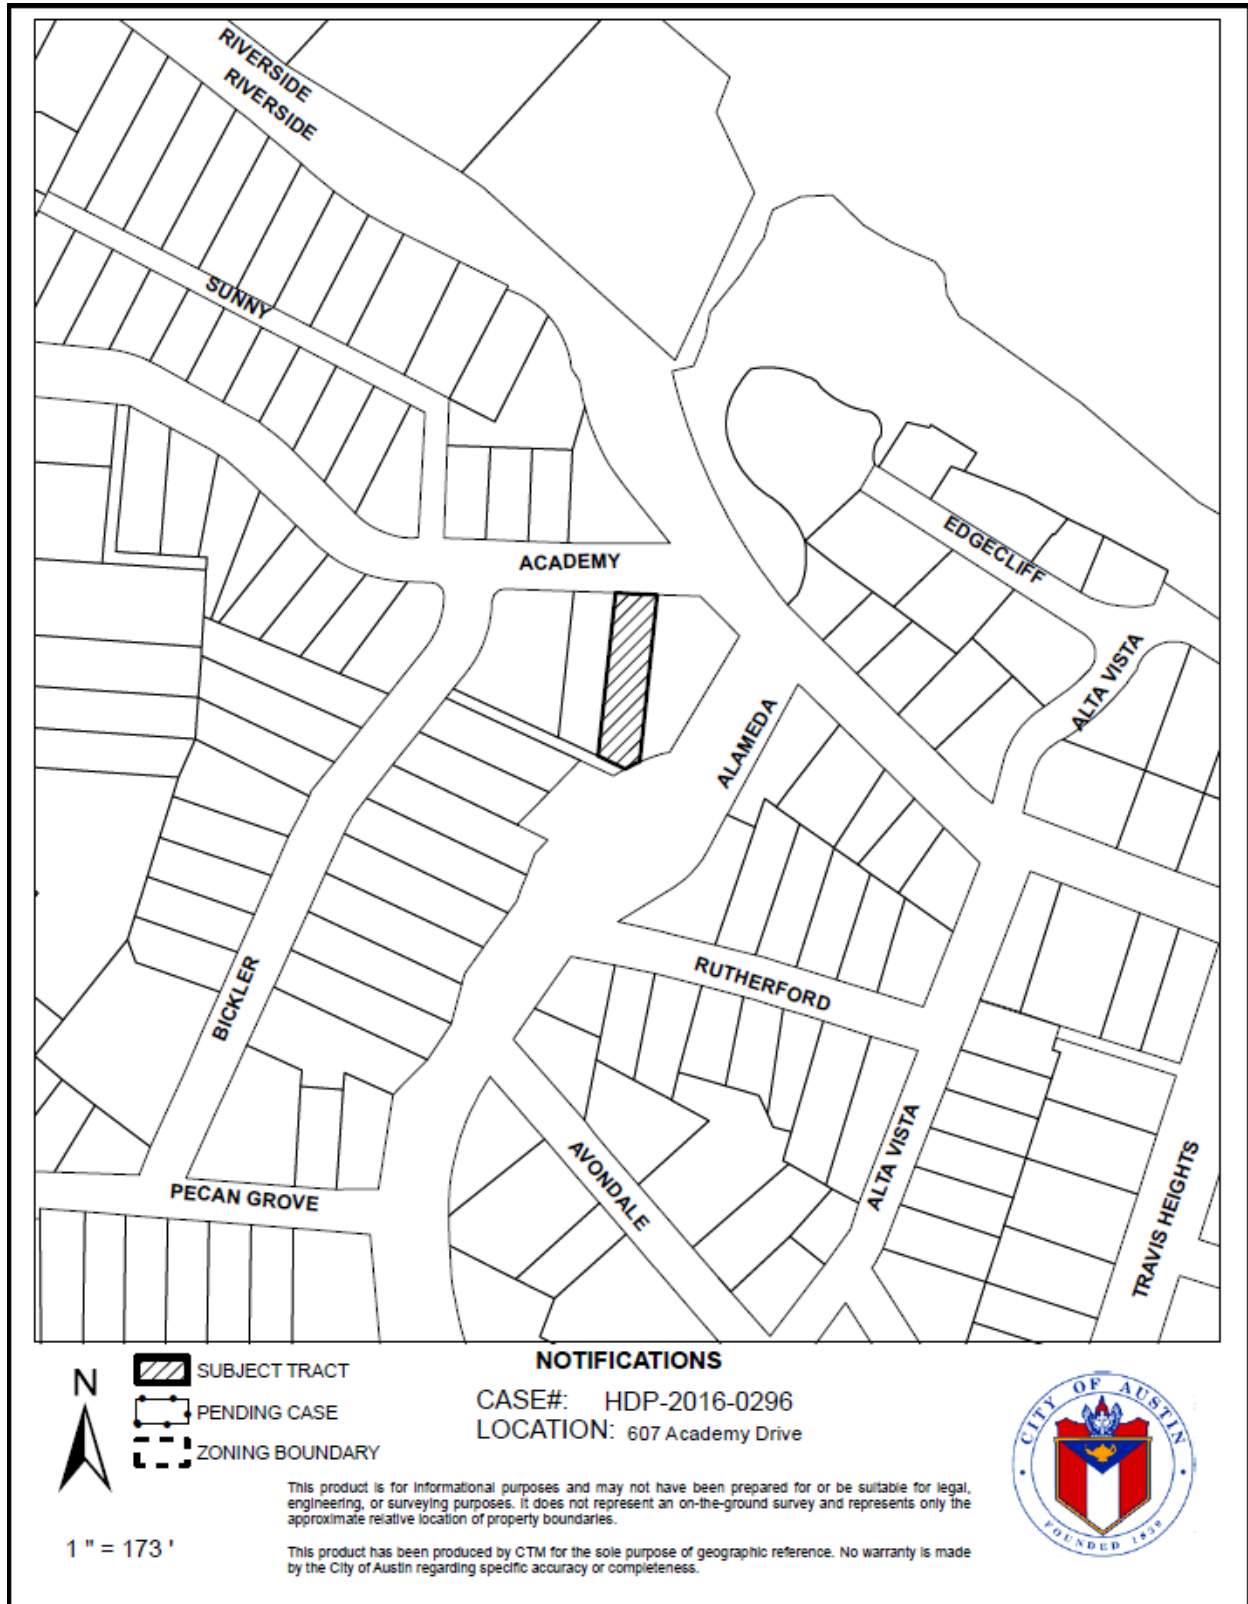 RIVERSIDE
RIVERSIDE
SUNNY
ACADEMY
EDGECLIFF
ALTA VISTA
ALAMEDA
RUTHERFORD
BICKLER
AVONDALE
ALTA VISTA
PECAN GROVE
TRAVIS HEIGHTS
N
1 " = 173 '
SUBJECT TRACT
PENDING CASE
ZONING BOUNDARY
NOTIFICATIONS
CASE#: HDP-2016-0296
LOCATION: 607 Academy Drive
This product is for informational purposes and may not have been prepared for or be suitable for legal,
engineering, or surveying purposes. It does not represent an on-the-ground survey and represents only the
approximate relative location of property boundaries.
This product has been produced by CTM for the sole purpose of geographic reference. No warranty is made
by the City of Austin regarding specific accuracy or completeness.
CITY OF AUSTIN
FOUNDED 1839